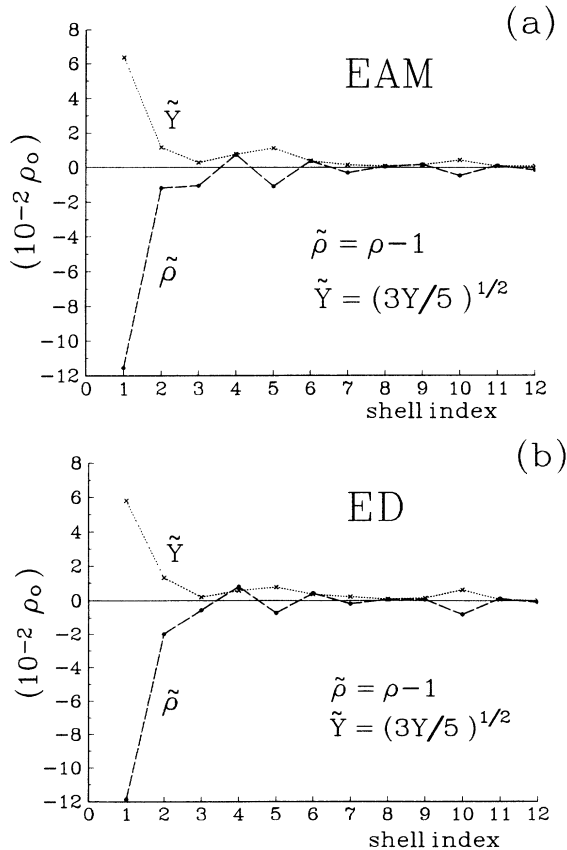 (a)
EAM
8
6
4
2
0
-2
-4
-6
-8
-10
-12
(10⁻² ρ₀)
Ỹ
ρ̃
ρ̃ = ρ−1
Ỹ = (3Y/5)^1/2
0 1 2 3 4 5 6 7 8 9 10 11 12
shell index
(b)
ED
8
6
4
2
0
-2
-4
-6
-8
-10
-12
(10⁻² ρ₀)
Ỹ
ρ̃
ρ̃ = ρ−1
Ỹ = (3Y/5)^1/2
0 1 2 3 4 5 6 7 8 9 10 11 12
shell index